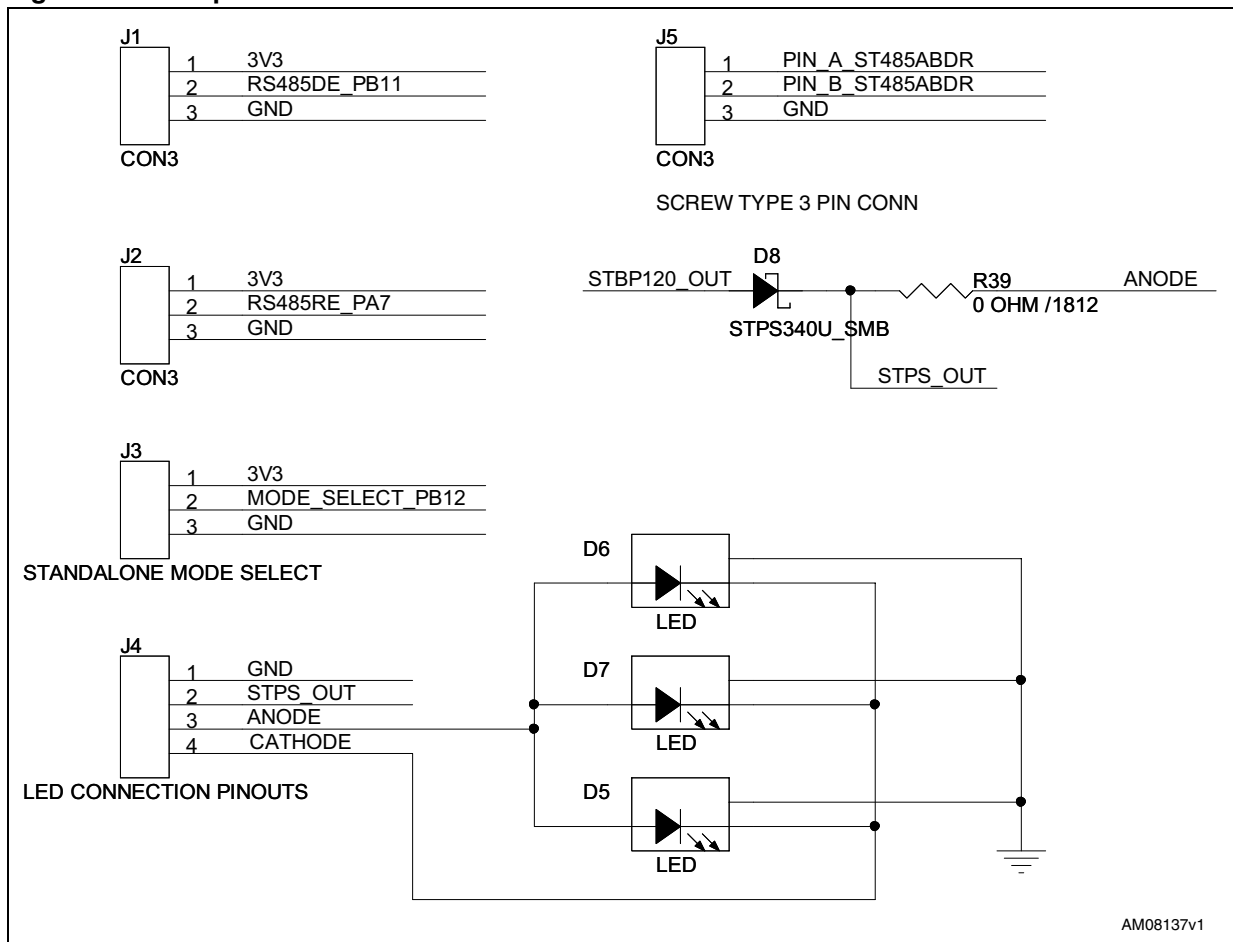 J1
1 3V3
2 RS485DE_PB11
3 GND
CON3
J5
1 PIN_A_ST485ABDR
2 PIN_B_ST485ABDR
3 GND
CON3
SCREW TYPE 3 PIN CONN
J2
1 3V3
2 RS485RE_PA7
3 GND
CON3
D8
STBP120_OUT
STPS340U_SMB
R39
0 OHM /1812
ANODE
STPS_OUT
J3
1 3V3
2 MODE_SELECT_PB12
3 GND
STANDALONE MODE SELECT
J4
1 GND
2 STPS_OUT
3 ANODE
4 CATHODE
LED CONNECTION PINOUTS
D6
LED
D7
LED
D5
LED
AM08137v1